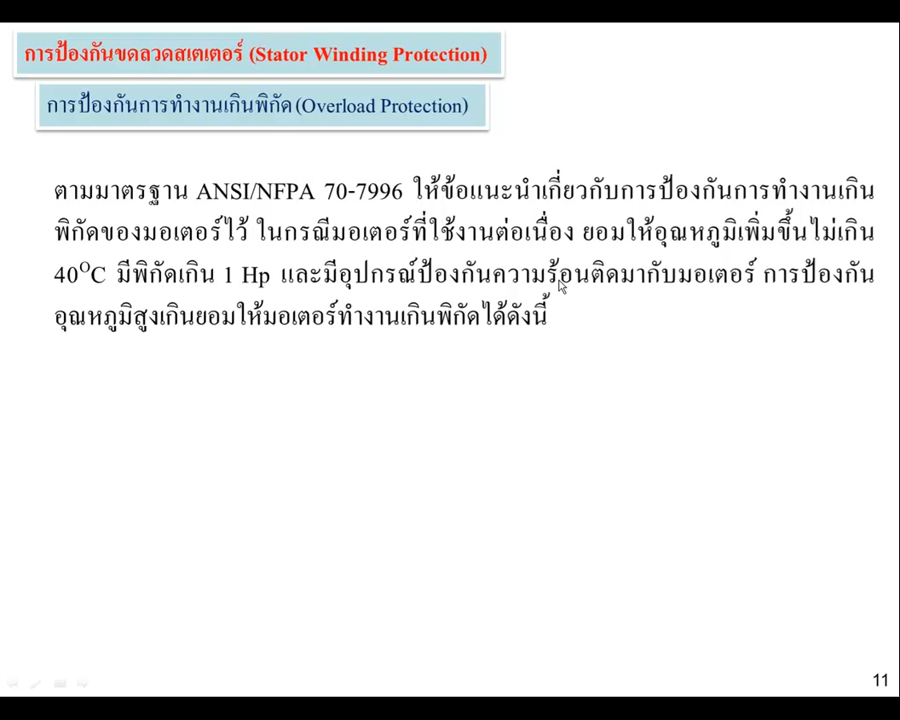 การป้องกันขดลวดสเตเตอร์ (Stator Winding Protection)
การป้องกันการทำงานเกินพิกัด (Overload Protection)
ตามมาตรฐาน ANSI/NFPA 70-7996 ให้ข้อแนะนำเกี่ยวกับการป้องกันการทำงานเกิน
พิกัดของมอเตอร์ไว้ ในกรณีมอเตอร์ที่ใช้งานต่อเนื่อง ยอมให้อุณหภูมิเพิ่มขึ้นไม่เกิน
40°C มีพิกัดเกิน 1 Hp และมีอุปกรณ์ป้องกันความร้อนติดมากับมอเตอร์ การป้องกัน
อุณหภูมิสูงเกินยอมให้มอเตอร์ทำงานเกินพิกัดได้ดังนี้
11